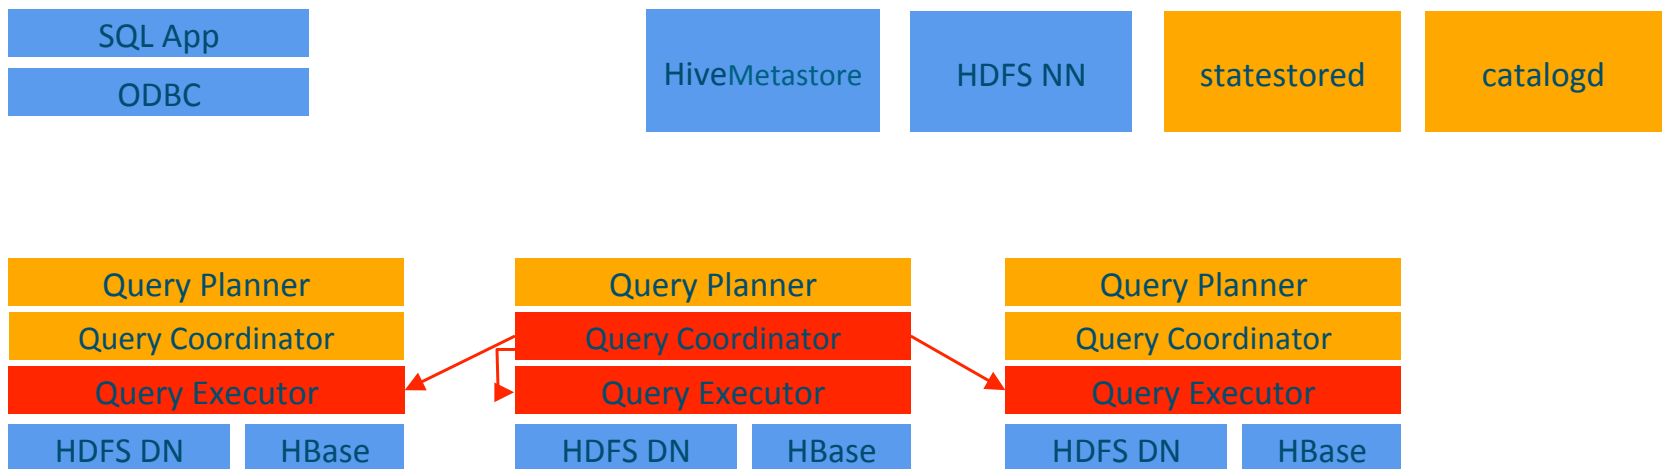 SQL App
ODBC
HiveMetastore
HDFS NN
statestored
catalogd
Query Planner
Query Coordinator
Query Executor
HDFS DN
HBase
Query Planner
Query Coordinator
Query Executor
HDFS DN
HBase
Query Planner
Query Coordinator
Query Executor
HDFS DN
HBase